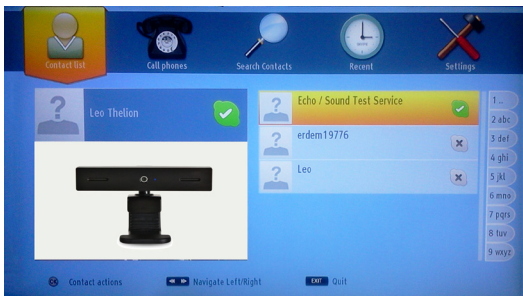 Contact list
Call phones
Search Contacts
Recent
Settings
Leo Thelion
Echo / Sound Test Service
erdem19776
Leo
1 ..
2 abc
3 def
4 ghi
5 jkl
6 mno
7 pqrs
8 tuv
9 wxyz
OK Contact actions
Navigate Left/Right
EXIT Quit